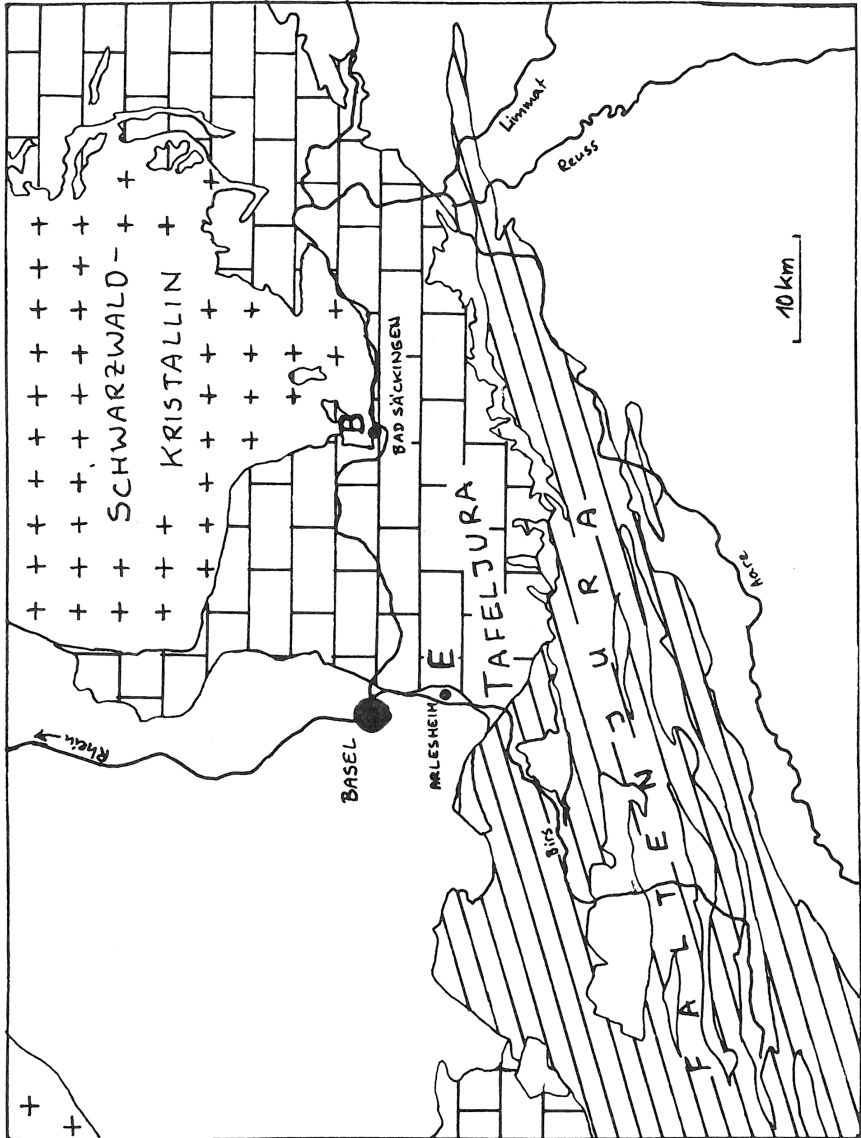 SCHWARZWALD-
KRISTALLIN
Rhein →
BASEL
B
BAD SÄCKINGEN
ARLESHEIM
E
TAFELJURA
Birs
FALTENJURA
Limmat
Reuss
Aare
10 km